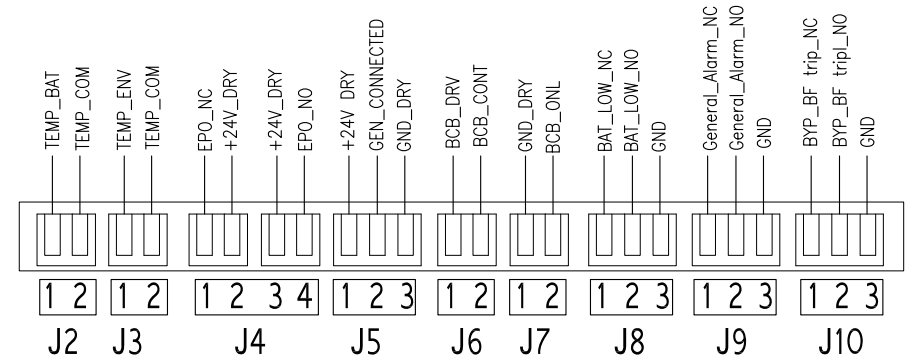 TEMP_BAT
TEMP_COM
TEMP_ENV
TEMP_COM
EPO_NC
+24V_DRY
+24V_DRY
EPO_NO
+24V DRY
GEN_CONNECTED
GND_DRY
BCB_DRV
BCB_CONT
GND_DRY
BCB_ONL
BAT_LOW_NC
BAT_LOW_NO
GND
General_Alarm_NC
General_Alarm_NO
GND
BYP_BF trip_NC
BYP_BF tripl_NO
GND
1 2 1 2 1 2 3 4 1 2 3 1 2 1 2 1 2 3 1 2 3 1 2 3
J2 J3 J4 J5 J6 J7 J8 J9 J10